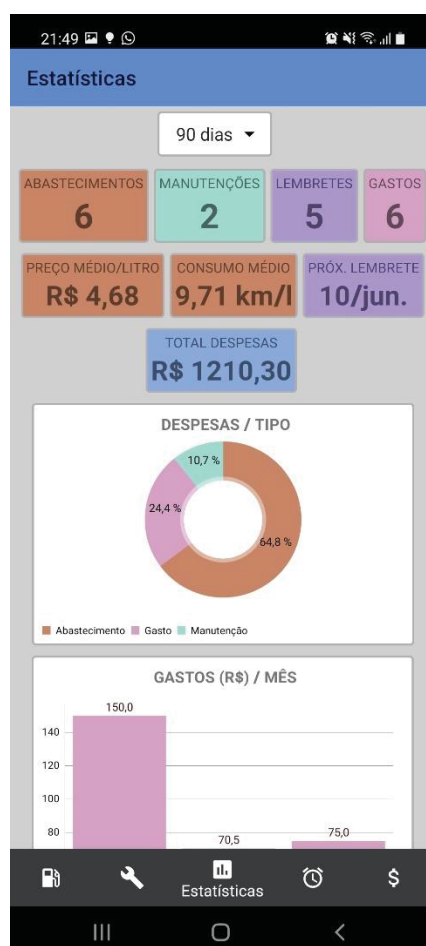 21:49
Estatísticas
90 dias
ABASTECIMENTOS MANUTENÇÕES LEMBRETES GASTOS
6 2 5 6
PREÇO MÉDIO/LITRO CONSUMO MÉDIO PRÓX. LEMBRETE
R$ 4,68 9,71 km/l 10/jun.
TOTAL DESPESAS
R$ 1210,30
DESPESAS / TIPO
10,7 %
24,4 %
64,8 %
Abastecimento Gasto Manutenção
GASTOS (R$) / MÊS
150,0
140
120
100
80
70,5 75,0
Estatísticas
$